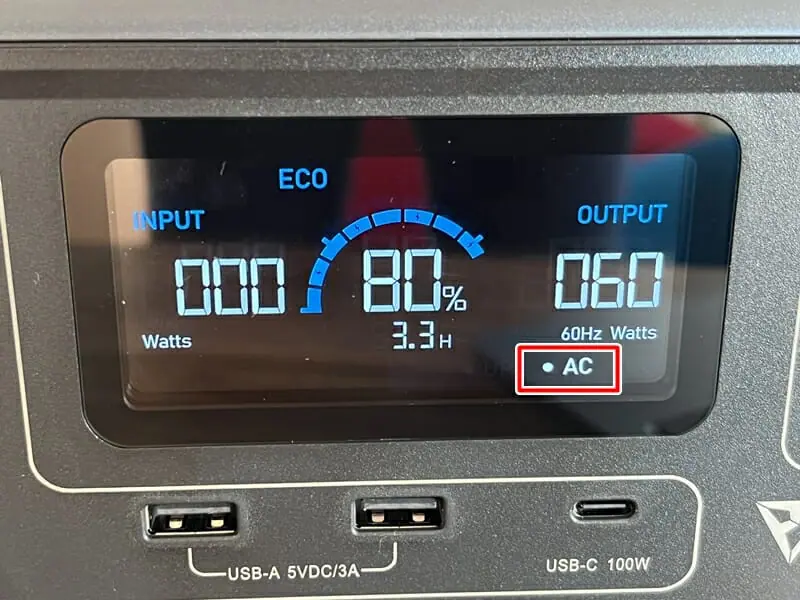 ECO
INPUT
OUTPUT
000
80%
060
Watts
3.3H
60Hz Watts
• AC
USB-A 5VDC/3A
USB-C 100W